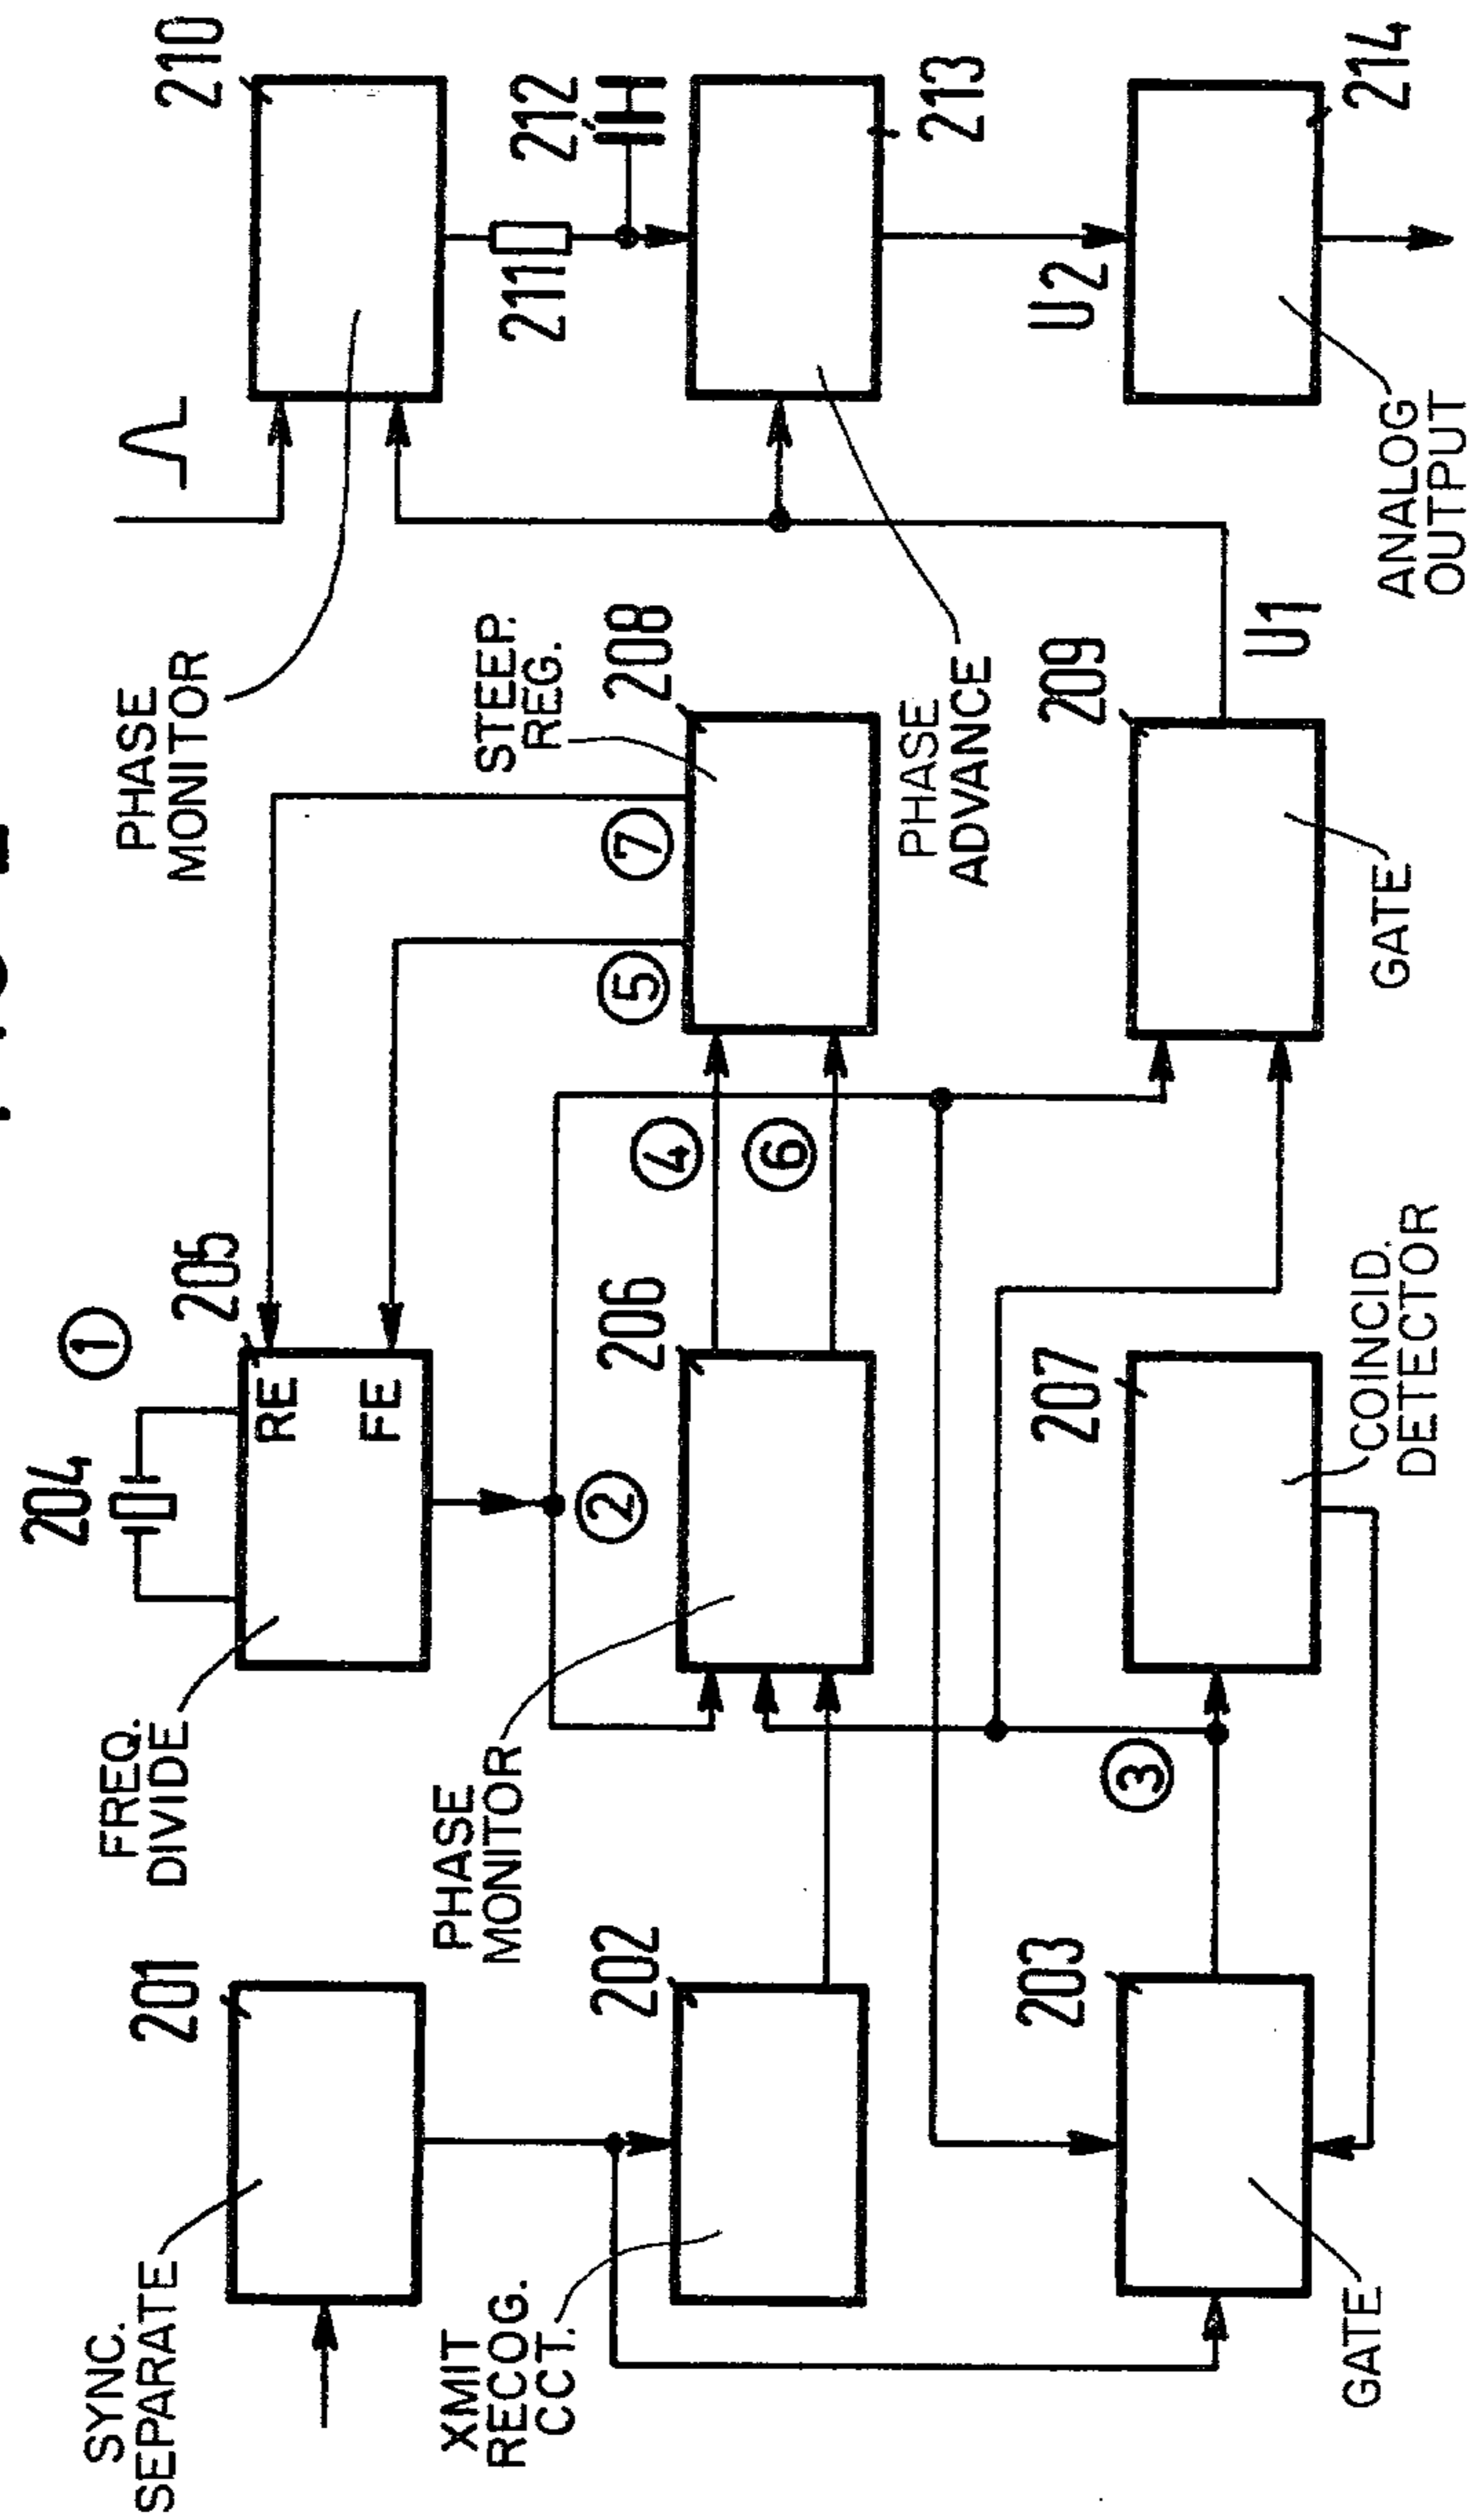 204
①
205
FREQ.
DIVIDE
RE
FE
PHASE
MONITOR
210
211
212
SYNC.
SEPARATE
201
②
PHASE
MONITOR
206
④
⑥
⑤
⑦
STEEP.
REG.
208
PHASE
ADVANCE
213
U2
XMIT
RECOG.
CCT.
202
203
GATE
③
207
COINCID.
DETECTOR
209
GATE
U1
ANALOG
OUTPUT
214